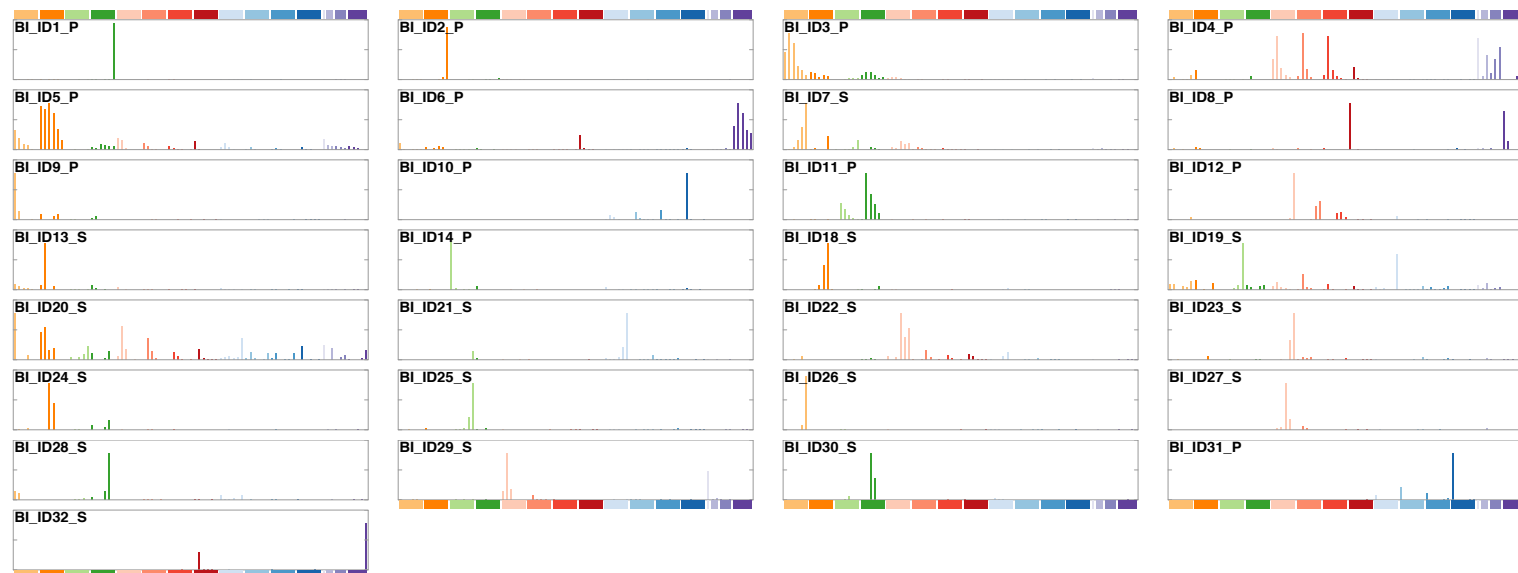 BI_ID1_P
BI_ID2_P
BI_ID3_P
BI_ID4_P
BI_ID5_P
BI_ID6_P
BI_ID7_S
BI_ID8_P
BI_ID9_P
BI_ID10_P
BI_ID11_P
BI_ID12_P
BI_ID13_S
BI_ID14_P
BI_ID18_S
BI_ID19_S
BI_ID20_S
BI_ID21_S
BI_ID22_S
BI_ID23_S
BI_ID24_S
BI_ID25_S
BI_ID26_S
BI_ID27_S
BI_ID28_S
BI_ID29_S
BI_ID30_S
BI_ID31_P
BI_ID32_S